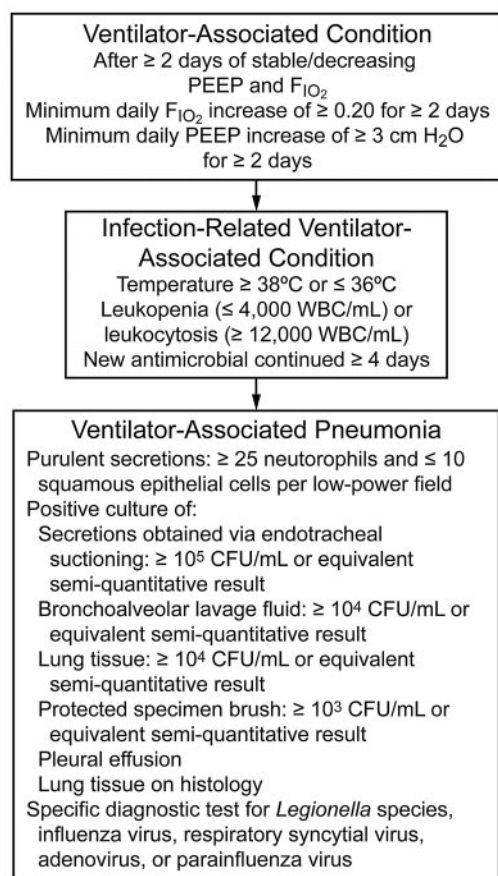 Ventilator-Associated Condition
After ≥ 2 days of stable/decreasing
PEEP and FIO2
Minimum daily FIO2 increase of ≥ 0.20 for ≥ 2 days
Minimum daily PEEP increase of ≥ 3 cm H2O
for ≥ 2 days
Infection-Related Ventilator-
Associated Condition
Temperature ≥ 38ºC or ≤ 36ºC
Leukopenia (≤ 4,000 WBC/mL) or
leukocytosis (≥ 12,000 WBC/mL)
New antimicrobial continued ≥ 4 days
Ventilator-Associated Pneumonia
Purulent secretions: ≥ 25 neutorophils and ≤ 10
squamous epithelial cells per low-power field
Positive culture of:
Secretions obtained via endotracheal
suctioning: ≥ 10⁵ CFU/mL or equivalent
semi-quantitative result
Bronchoalveolar lavage fluid: ≥ 10⁴ CFU/mL or
equivalent semi-quantitative result
Lung tissue: ≥ 10⁴ CFU/mL or equivalent
semi-quantitative result
Protected specimen brush: ≥ 10³ CFU/mL or
equivalent semi-quantitative result
Pleural effusion
Lung tissue on histology
Specific diagnostic test for Legionella species,
influenza virus, respiratory syncytial virus,
adenovirus, or parainfluenza virus